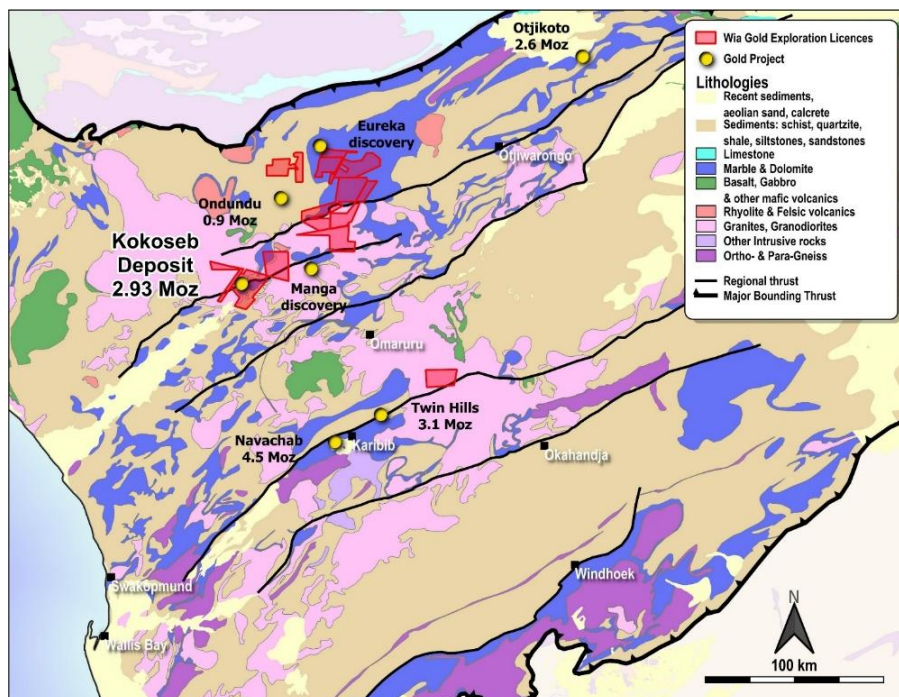 Otjikoto
2.6 Moz
Eureka
discovery
Otjiwarongo
Ondundu
0.9 Moz
Kokoseb
Deposit
2.93 Moz
Manga
discovery
Omaruru
Twin Hills
3.1 Moz
Navachab
4.5 Moz
Karibib
Okahandja
Windhoek
Swakopmund
Wallis Bay
Wia Gold Exploration Licences
Gold Project
Lithologies
Recent sediments,
aeolian sand, calcrete
Sediments: schist, quartzite,
shale, siltstones, sandstones
Limestone
Marble & Dolomite
Basalt, Gabbro
& other mafic volcanics
Rhyolite & Felsic volcanics
Granites, Granodiorites
Other Intrusive rocks
Ortho- & Para-Gneiss
Regional thrust
Major Bounding Thrust
N
100 km